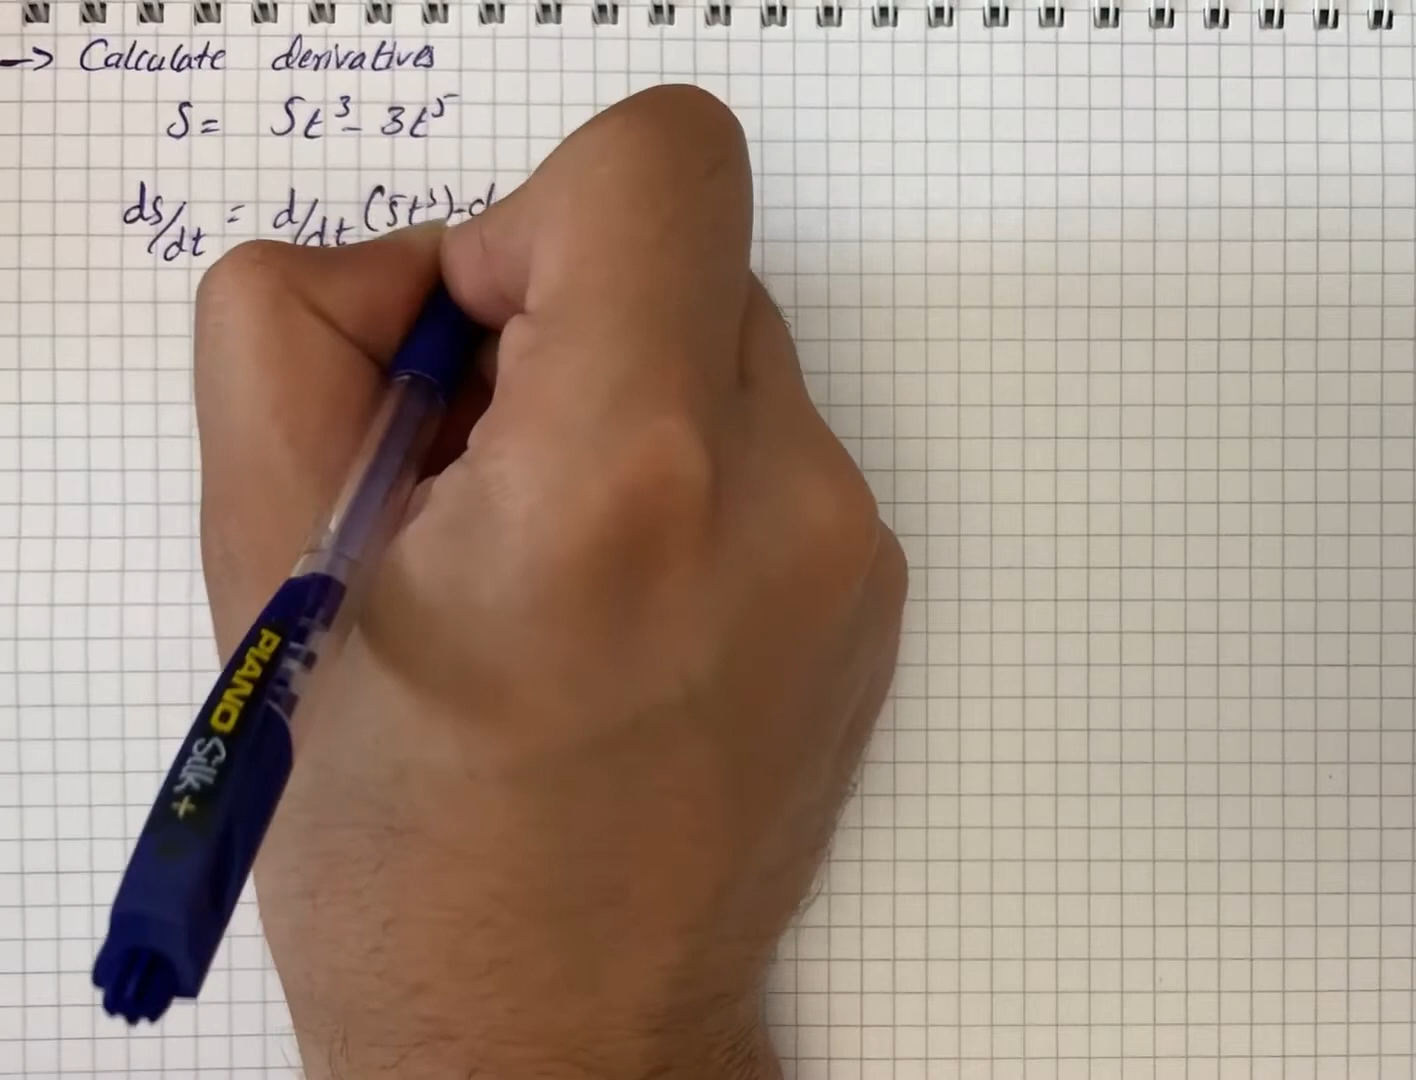 → Calculate derivatives
S = 5t³ - 3t⁵
ds/dt = d/dt (5t³) - d
PIANO Silk +